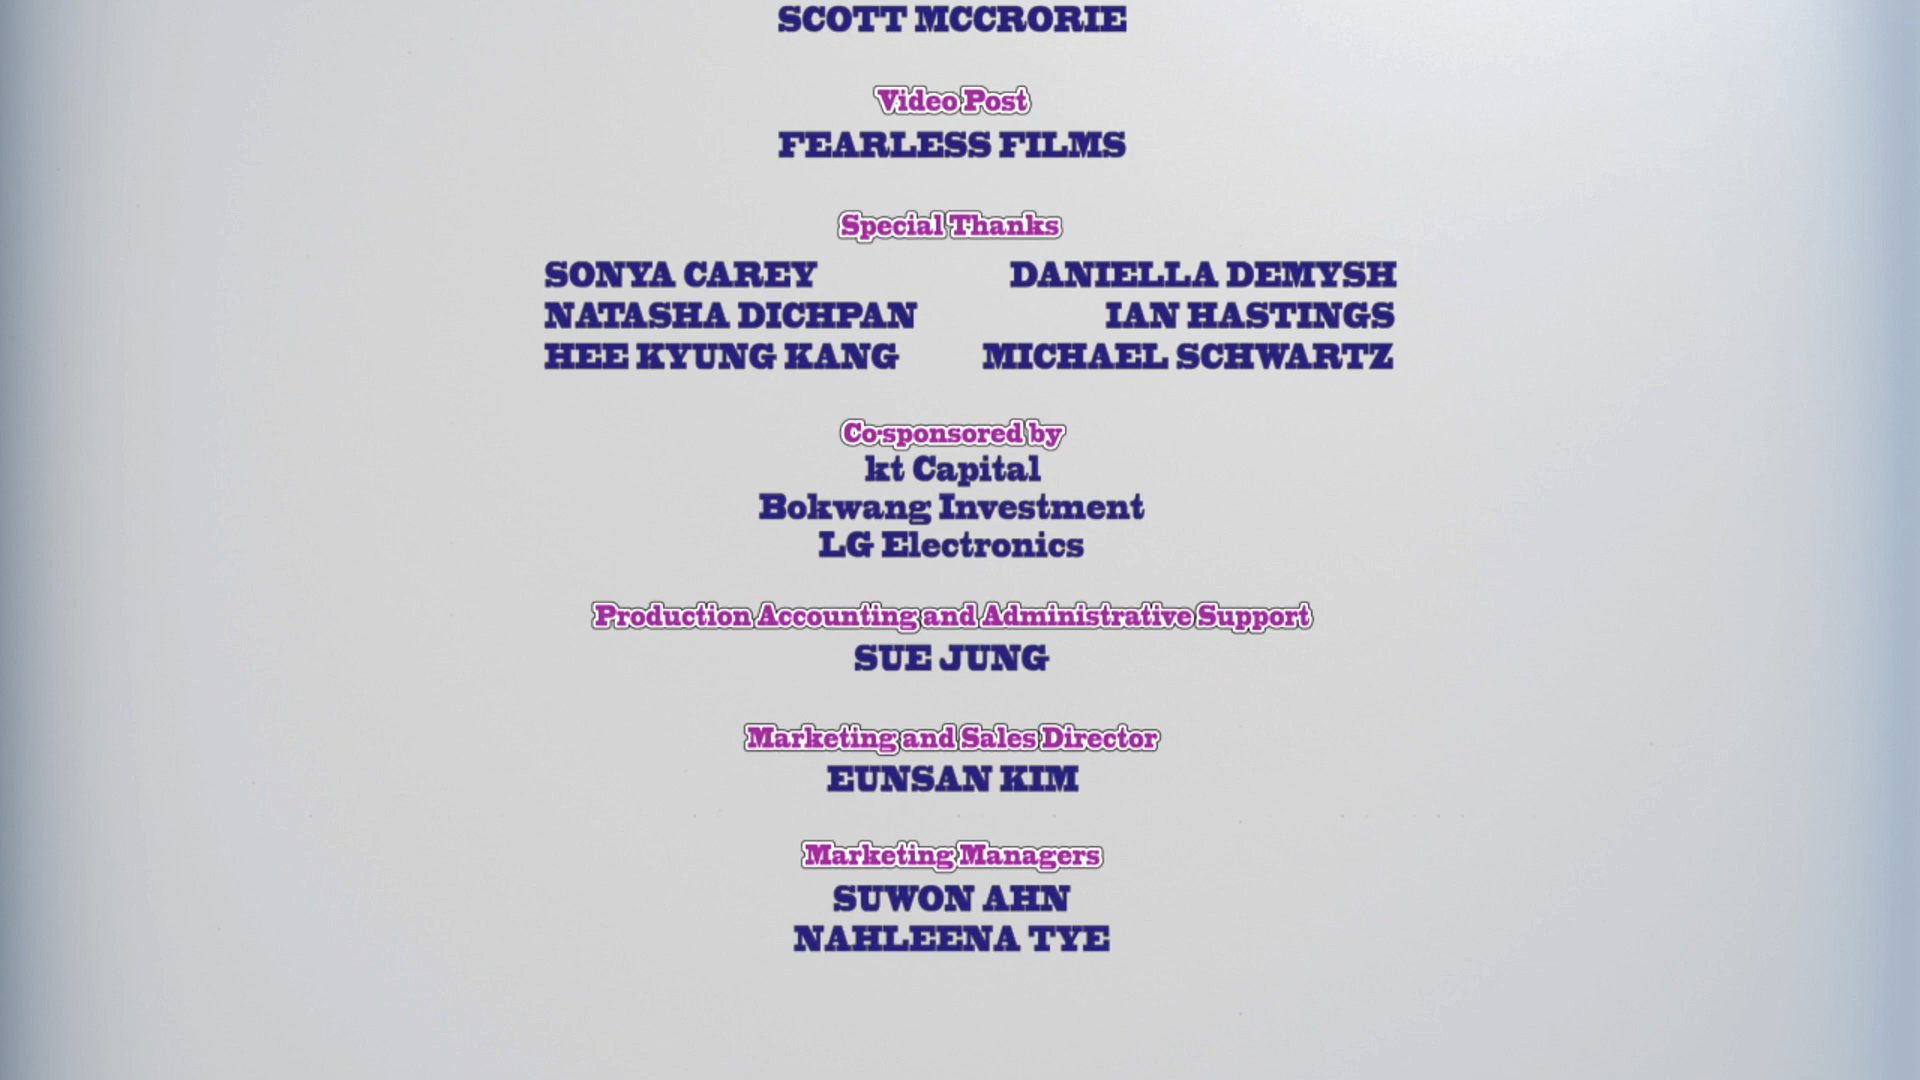 SCOTT MCCRORIE
Video Post
FEARLESS FILMS
Special Thanks
SONYA CAREY DANIELLA DEMYSH
NATASHA DICHPAN IAN HASTINGS
HEE KYUNG KANG MICHAEL SCHWARTZ
Co-sponsored by
kt Capital
Bokwang Investment
LG Electronics
Production Accounting and Administrative Support
SUE JUNG
Marketing and Sales Director
EUNSAN KIM
Marketing Managers
SUWON AHN
NAHLEENA TYE